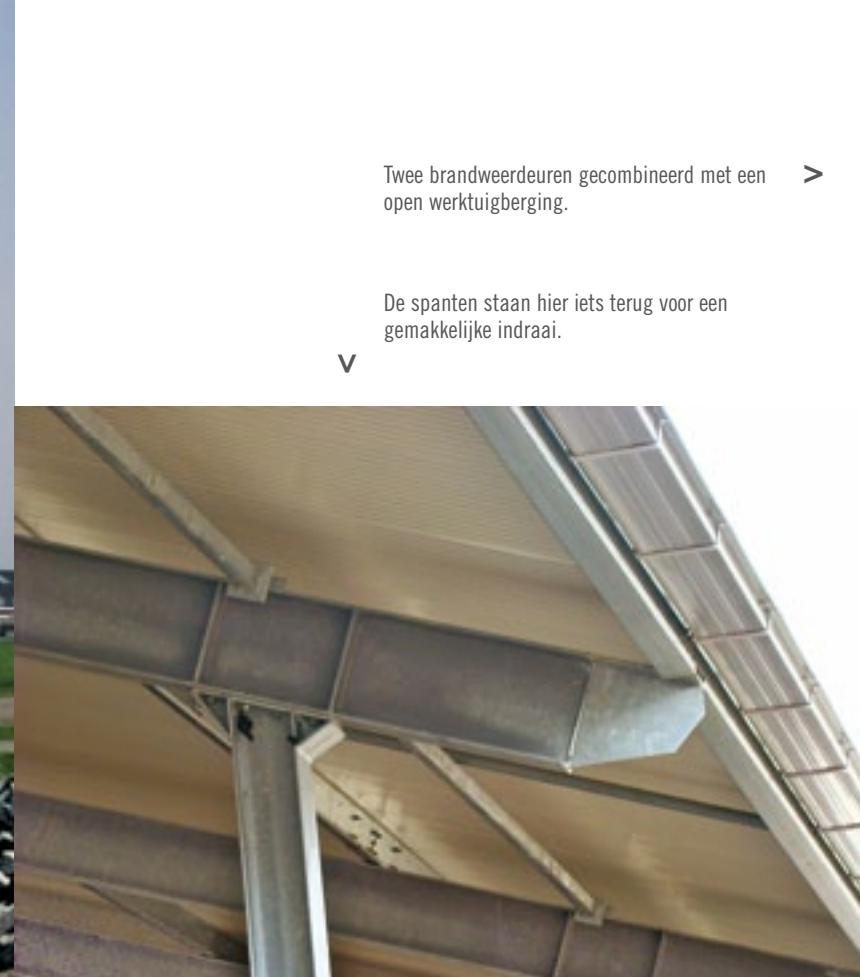 Twee brandweerdeuren gecombineerd met een >
open werktuigberging.
De spanten staan hier iets terug voor een
gemakkelijke indraai.
v